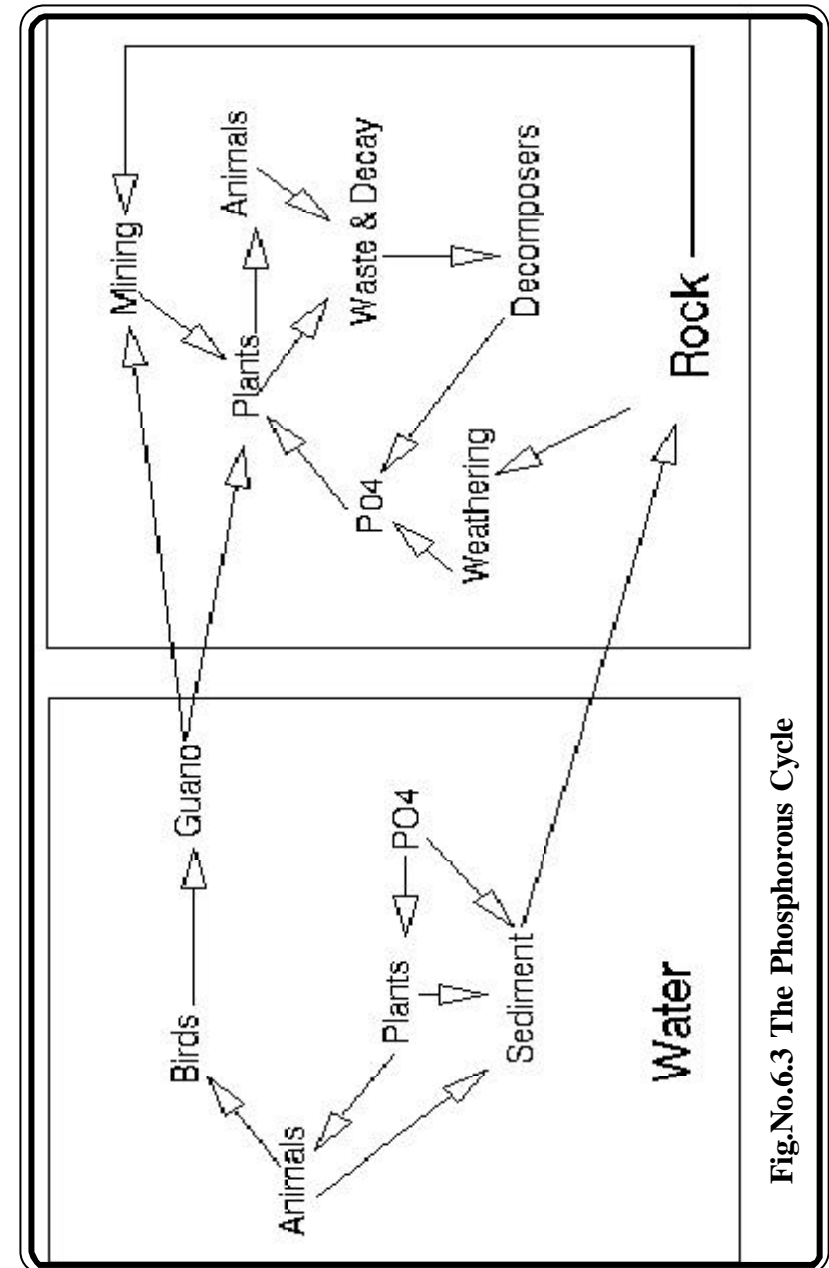 Birds
Guano
Animals
Plants
PO4
Sediment
Water
Mining
Animals
Plants
Waste & Decay
P04
Decomposers
Weathering
Rock
Fig.No.6.3 The Phosphorous Cycle